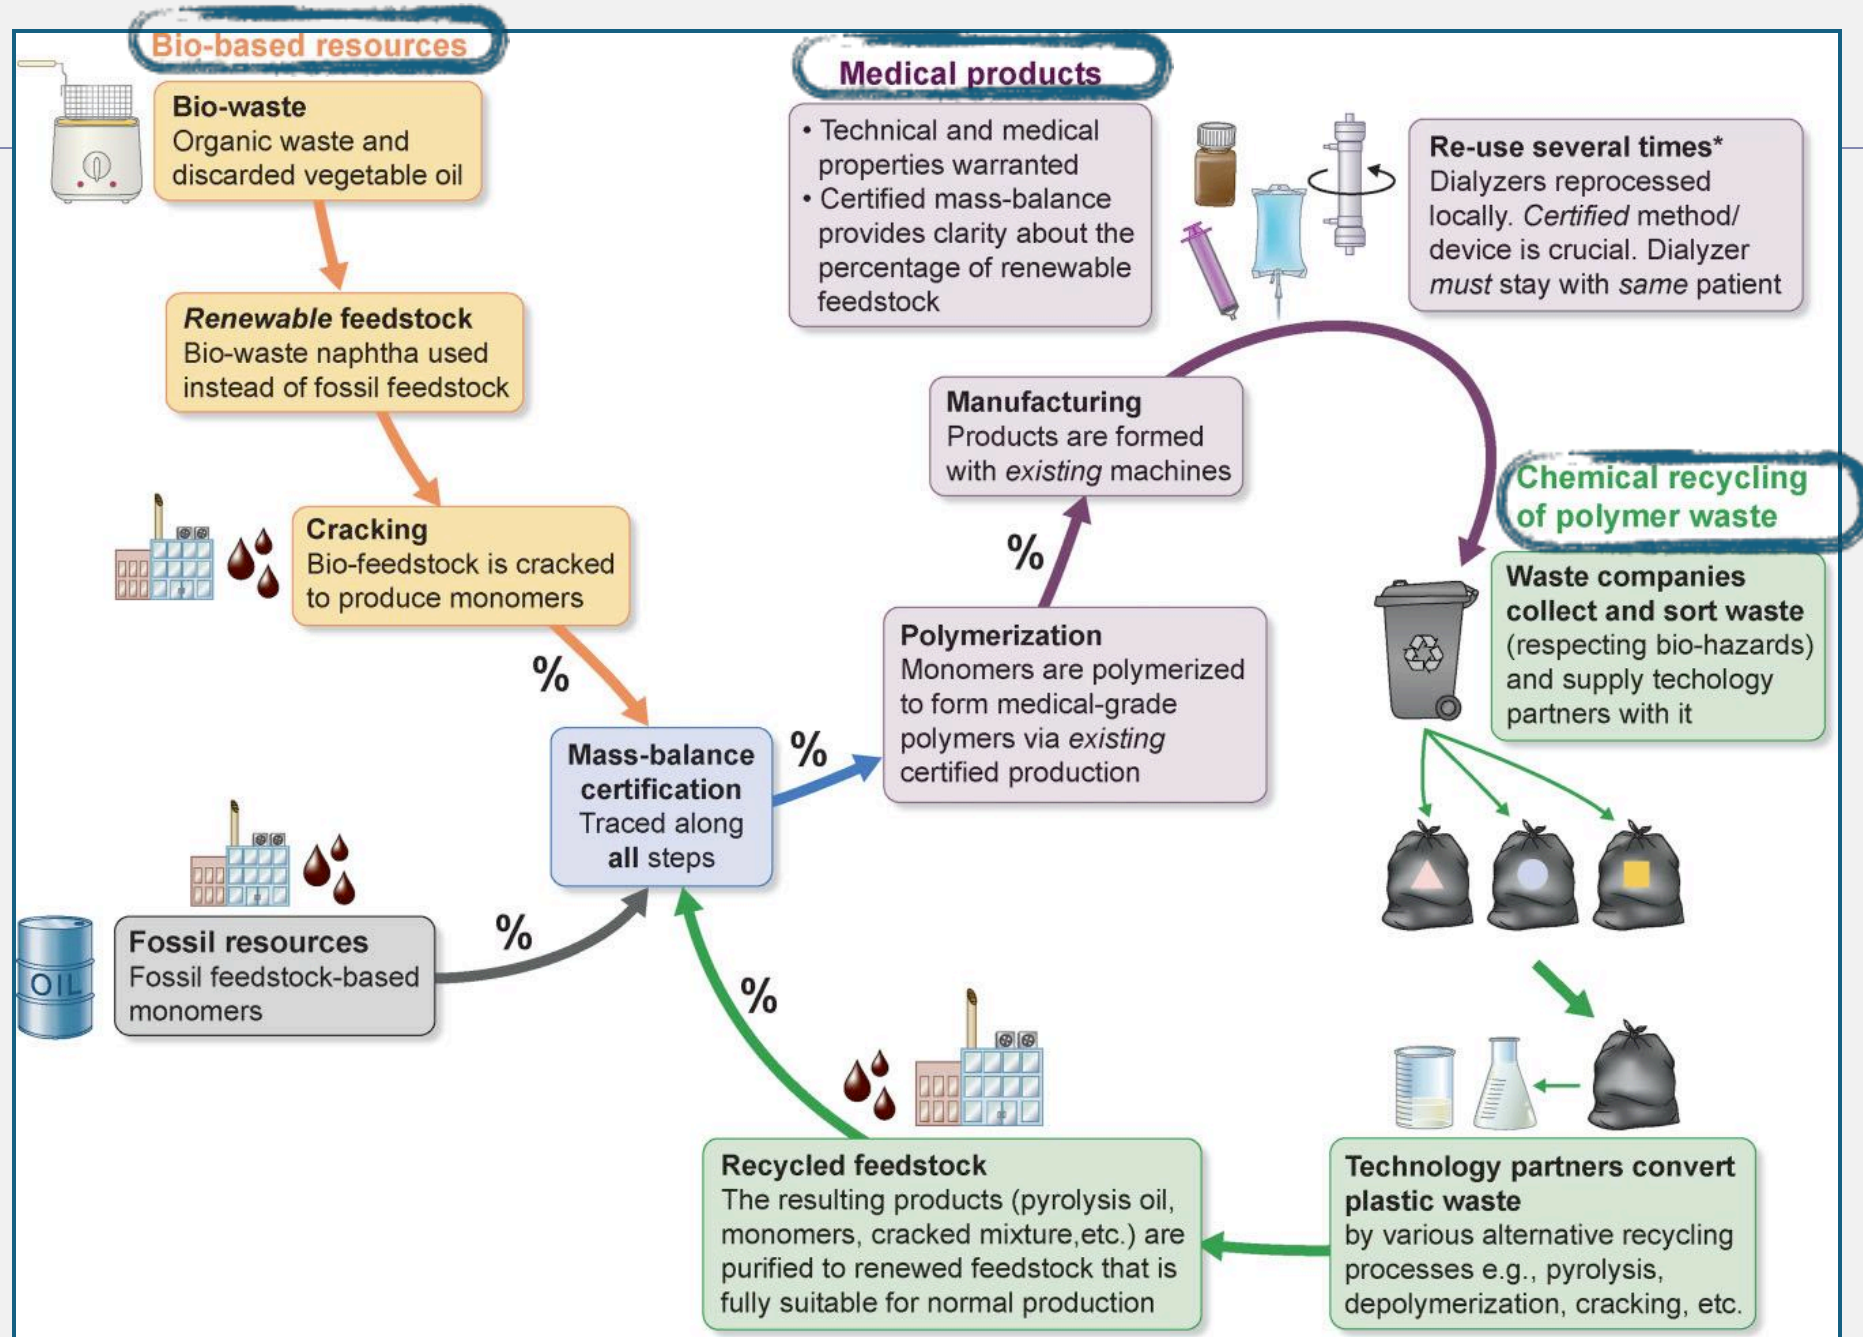 Bio-based resources
Bio-waste
Organic waste and
discarded vegetable oil
Renewable feedstock
Bio-waste naphtha used
instead of fossil feedstock
Cracking
Bio-feedstock is cracked
to produce monomers
%
Mass-balance
certification
Traced along
all steps
%
Fossil resources
Fossil feedstock-based
monomers
OIL
%
Medical products
• Technical and medical
properties warranted
• Certified mass-balance
provides clarity about the
percentage of renewable
feedstock
Re-use several times*
Dialyzers reprocessed
locally. Certified method/
device is crucial. Dialyzer
must stay with same patient
Manufacturing
Products are formed
with existing machines
%
Polymerization
Monomers are polymerized
to form medical-grade
polymers via existing
certified production
Chemical recycling
of polymer waste
Waste companies
collect and sort waste
(respecting bio-hazards)
and supply techology
partners with it
Technology partners convert
plastic waste
by various alternative recycling
processes e.g., pyrolysis,
depolymerization, cracking, etc.
Recycled feedstock
The resulting products (pyrolysis oil,
monomers, cracked mixture,etc.) are
purified to renewed feedstock that is
fully suitable for normal production
%